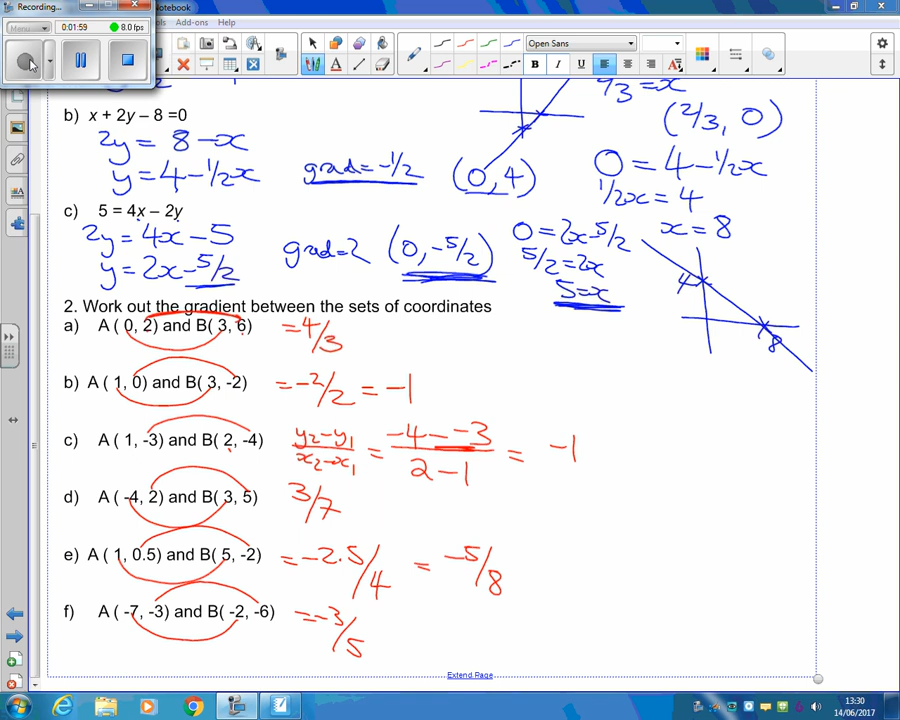 Recording...
Notebook
Menu
0:01:59
8.0 fps
Add-ons
Help
Open Sans
B I U
1/3 = x
b) x + 2y – 8 =0
(2/3, 0)
2y = 8 -x
y = 4 - 1/2x
grad = -1/2
(0, 4)
0 = 4 - 1/2x
1/2x = 4
x = 8
c) 5 = 4x – 2y
2y = 4x - 5
y = 2x - 5/2
grad = 2
(0, -5/2)
0 = 2x - 5/2
5/2 = 2x
5 = x
4
8
2. Work out the gradient between the sets of coordinates
a) A ( 0, 2) and B( 3, 6) = 4/3
b) A ( 1, 0) and B( 3, -2) = -2/2 = -1
c) A ( 1, -3) and B( 2, -4) y2-y1/x2-x1 = -4--3/2-1 = -1
d) A ( -4, 2) and B( 3, 5) 3/7
e) A ( 1, 0.5) and B( 5, -2) = -2.5/4 = -5/8
f) A ( -7, -3) and B( -2, -6) = -3/5
Extend Page
13:30
14/06/2017